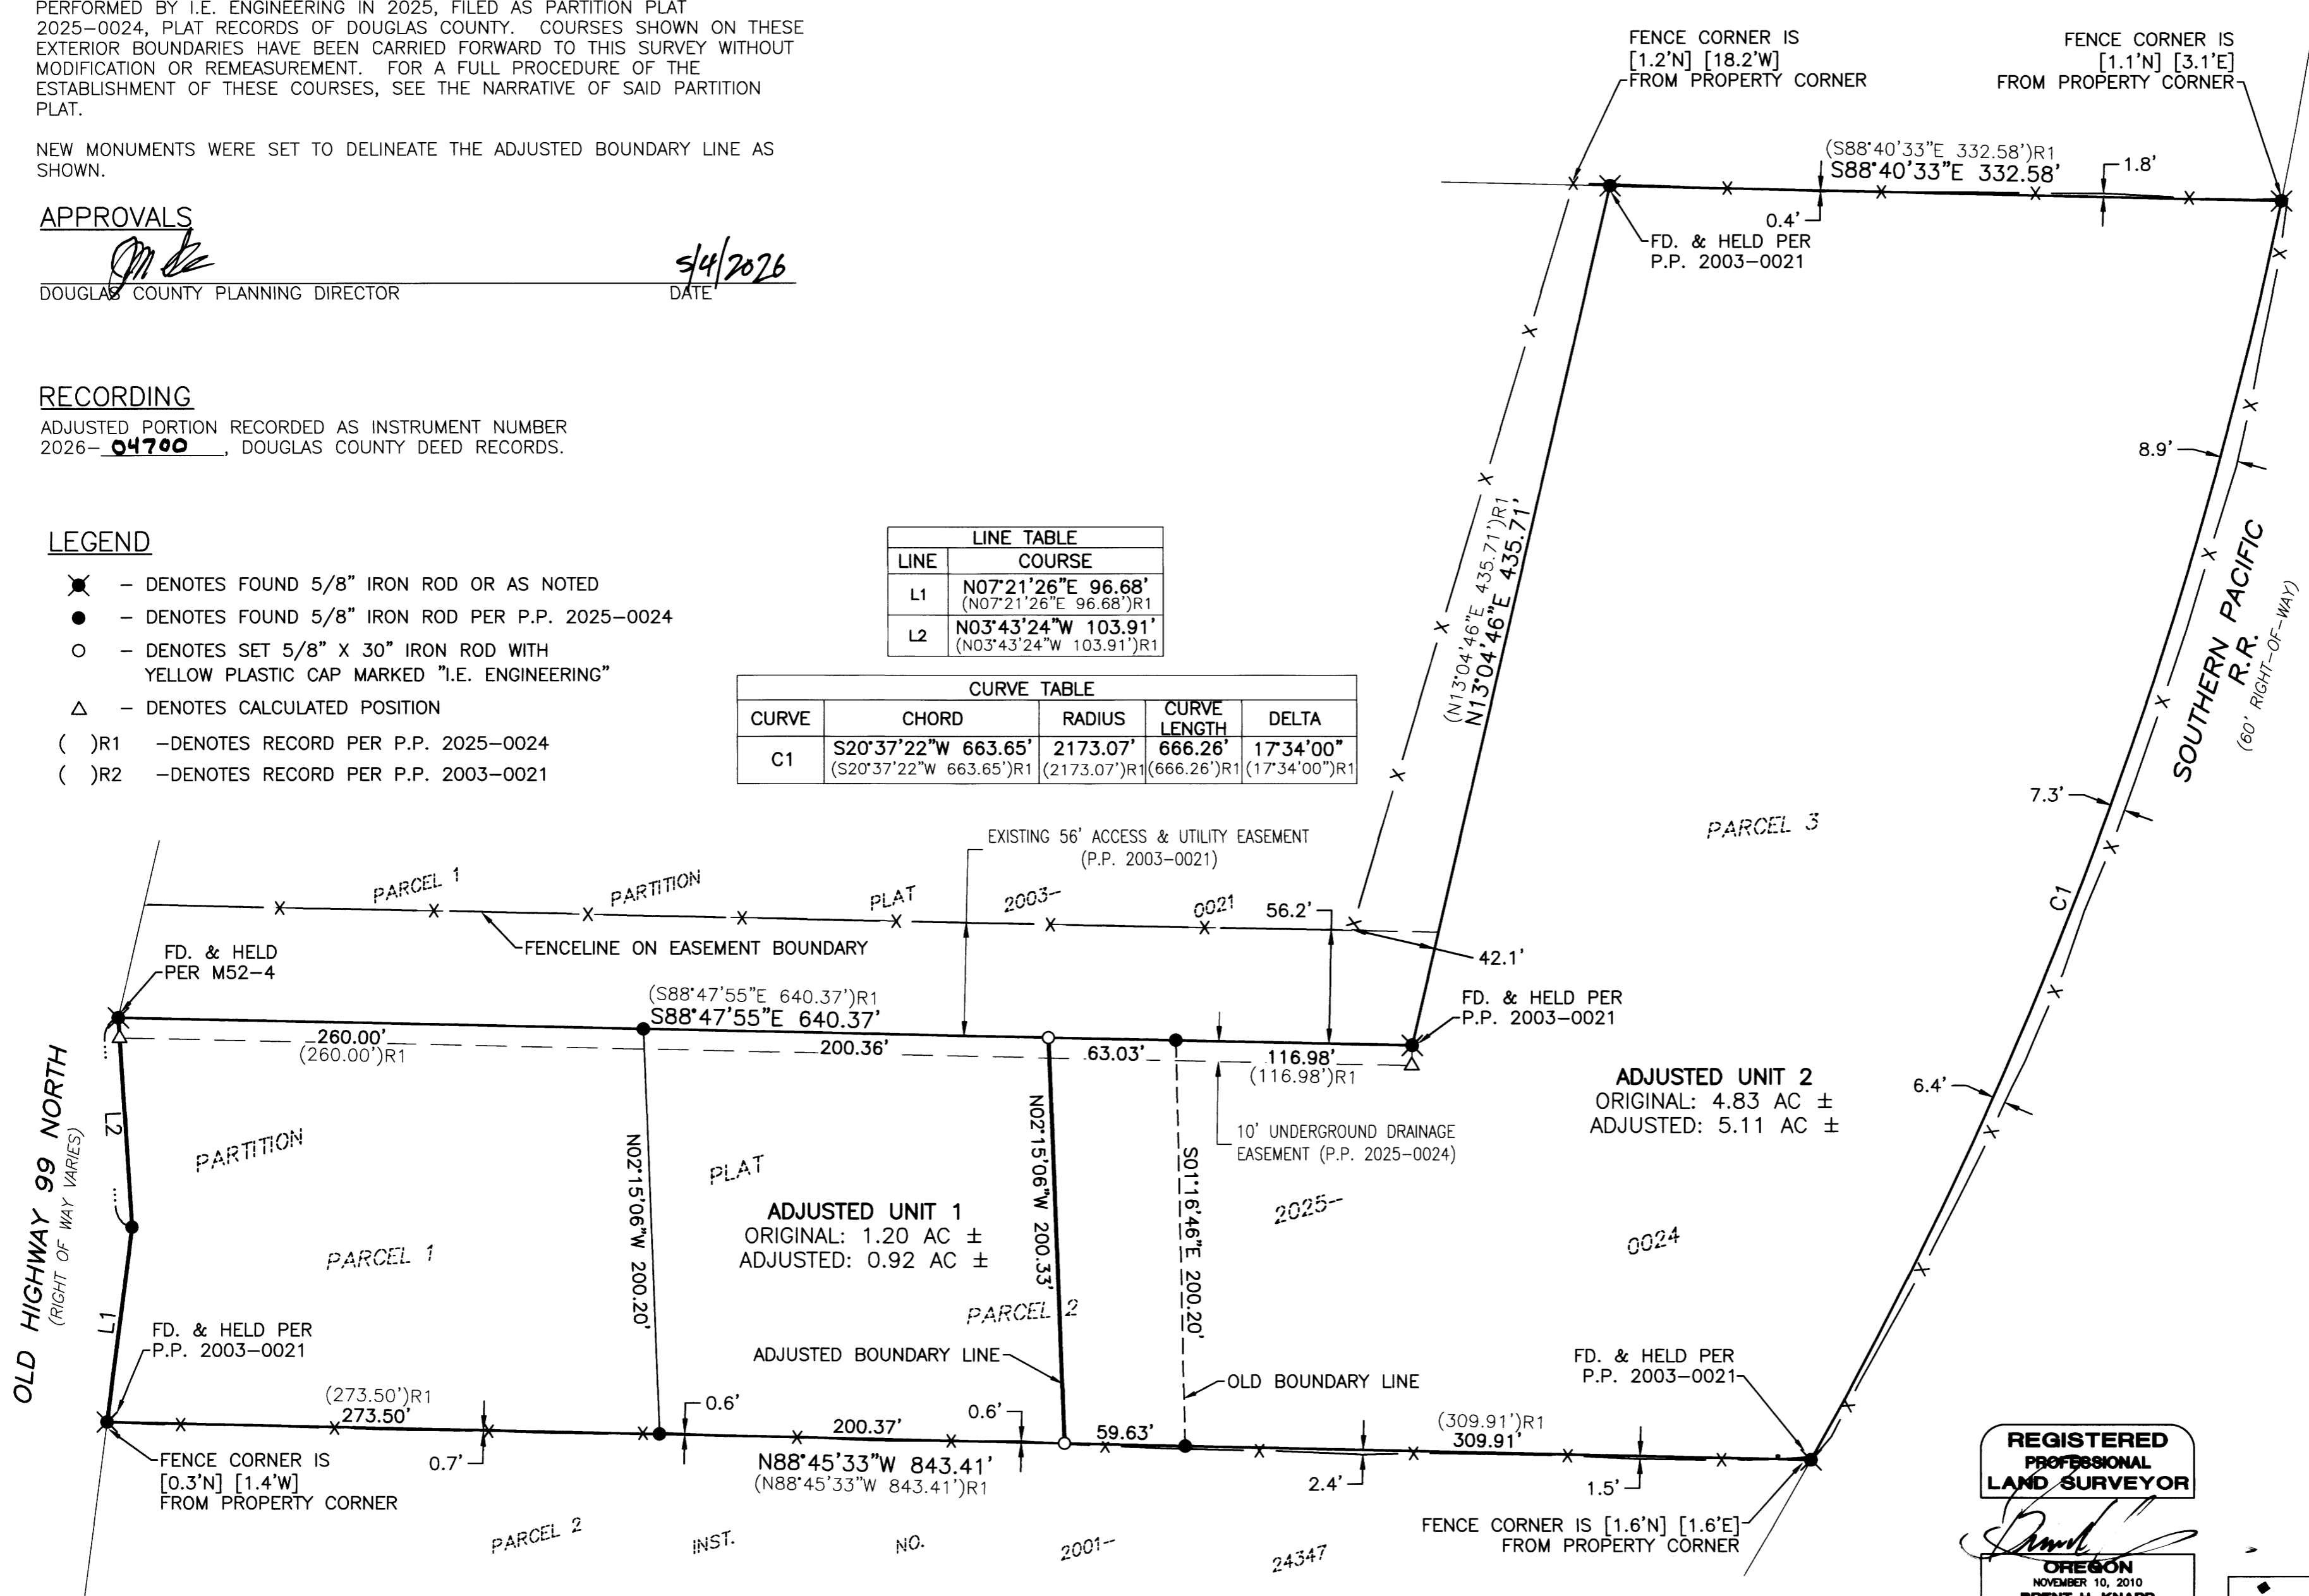 PERFORMED BY I.E. ENGINEERING IN 2025, FILED AS PARTITION PLAT
2025-0024, PLAT RECORDS OF DOUGLAS COUNTY. COURSES SHOWN ON THESE
EXTERIOR BOUNDARIES HAVE BEEN CARRIED FORWARD TO THIS SURVEY WITHOUT
MODIFICATION OR REMEASUREMENT. FOR A FULL PROCEDURE OF THE
ESTABLISHMENT OF THESE COURSES, SEE THE NARRATIVE OF SAID PARTITION
PLAT.
NEW MONUMENTS WERE SET TO DELINEATE THE ADJUSTED BOUNDARY LINE AS
SHOWN.
APPROVALS
5/4/2026
DOUGLAS COUNTY PLANNING DIRECTOR DATE
RECORDING
ADJUSTED PORTION RECORDED AS INSTRUMENT NUMBER
2026-04700, DOUGLAS COUNTY DEED RECORDS.
LEGEND
- DENOTES FOUND 5/8" IRON ROD OR AS NOTED
- DENOTES FOUND 5/8" IRON ROD PER P.P. 2025-0024
- DENOTES SET 5/8" X 30" IRON ROD WITH
YELLOW PLASTIC CAP MARKED "I.E. ENGINEERING"
- DENOTES CALCULATED POSITION
( )R1 -DENOTES RECORD PER P.P. 2025-0024
( )R2 -DENOTES RECORD PER P.P. 2003-0021
LINE TABLE
LINE COURSE
L1 N07°21'26"E 96.68'
(N07°21'26"E 96.68')R1
L2 N03°43'24"W 103.91'
(N03°43'24"W 103.91')R1
CURVE TABLE
CURVE CHORD RADIUS CURVE LENGTH DELTA
C1 S20°37'22"W 663.65' 2173.07' 666.26' 17°34'00"
(S20°37'22"W 663.65')R1 (2173.07')R1 (666.26')R1 (17°34'00")R1
FENCE CORNER IS
[1.2'N] [18.2'W]
FROM PROPERTY CORNER
FENCE CORNER IS
[1.1'N] [3.1'E]
FROM PROPERTY CORNER
(S88°40'33"E 332.58')R1
S88°40'33"E 332.58'
1.8'
0.4'
FD. & HELD PER
P.P. 2003-0021
(N13°04'46"E 435.71')R1
N13°04'46"E 435.71'
8.9'
SOUTHERN PACIFIC
R.R.
(60' RIGHT-OF-WAY)
7.3'
PARCEL 3
C1
6.4'
EXISTING 56' ACCESS & UTILITY EASEMENT
(P.P. 2003-0021)
PARCEL 1 PARTITION PLAT 2003-0021
56.2'
42.1'
FENCELINE ON EASEMENT BOUNDARY
FD. & HELD
PER M52-4
(S88°47'55"E 640.37')R1
S88°47'55"E 640.37'
FD. & HELD PER
P.P. 2003-0021
260.00'
(260.00')R1
200.36'
63.03'
116.98'
(116.98')R1
OLD HIGHWAY 99 NORTH
(RIGHT OF WAY VARIES)
L2
L1
PARTITION PLAT 2025-0024
N02°15'06"W 200.20'
N02°15'06"W 200.33'
S01°16'46"E 200.20'
10' UNDERGROUND DRAINAGE
EASEMENT (P.P. 2025-0024)
ADJUSTED UNIT 2
ORIGINAL: 4.83 AC ±
ADJUSTED: 5.11 AC ±
ADJUSTED UNIT 1
ORIGINAL: 1.20 AC ±
ADJUSTED: 0.92 AC ±
PARCEL 1
PARCEL 2
ADJUSTED BOUNDARY LINE
OLD BOUNDARY LINE
FD. & HELD PER
P.P. 2003-0021
FD. & HELD PER
P.P. 2003-0021
(273.50')R1
273.50'
0.6'
200.37'
0.6'
59.63'
(309.91')R1
309.91'
FENCE CORNER IS
[0.3'N] [1.4'W]
FROM PROPERTY CORNER
0.7'
N88°45'33"W 843.41'
(N88°45'33"W 843.41')R1
2.4'
1.5'
FENCE CORNER IS [1.6'N] [1.6'E]
FROM PROPERTY CORNER
PARCEL 2 INST. NO. 2001-24347
REGISTERED
PROFESSIONAL
LAND SURVEYOR
OREGON
NOVEMBER 10, 2010